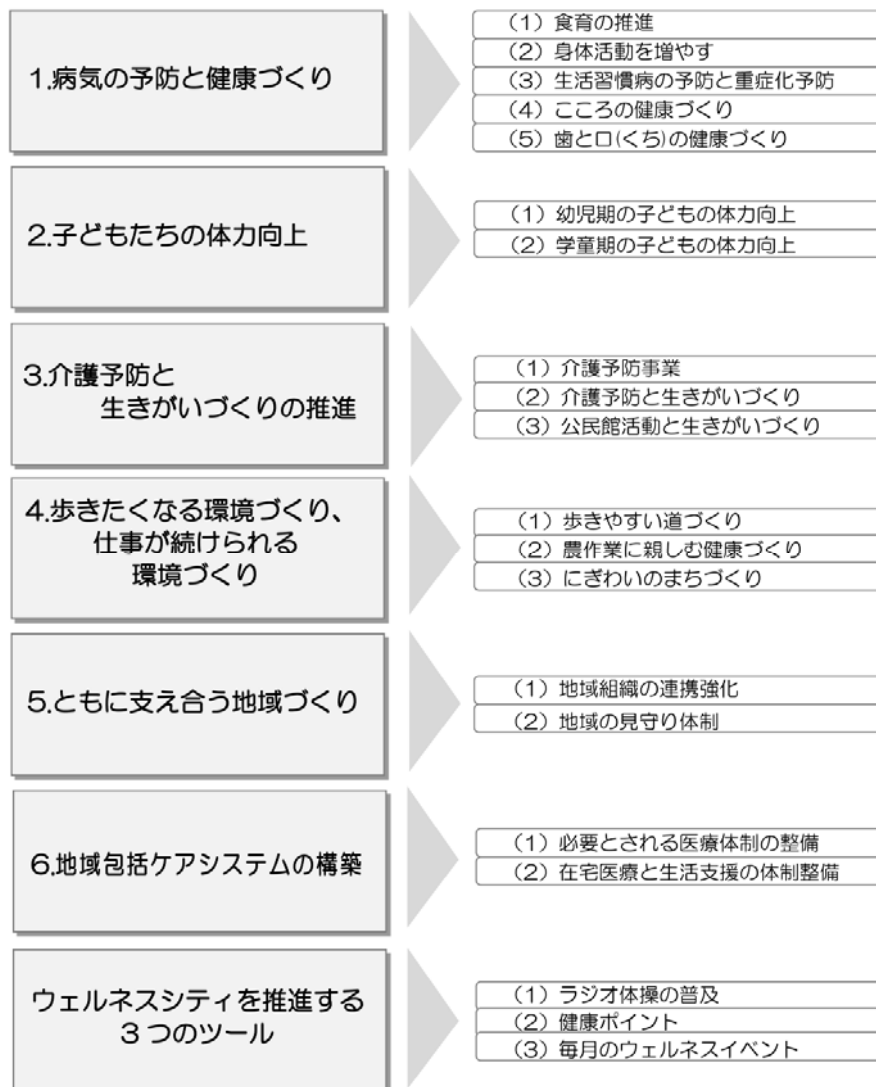 1.病気の予防と健康づくり
(1) 食育の推進
(2) 身体活動を増やす
(3) 生活習慣病の予防と重症化予防
(4) こころの健康づくり
(5) 歯と口(くち)の健康づくり
2.子どもたちの体力向上
(1) 幼児期の子どもの体力向上
(2) 学童期の子どもの体力向上
3.介護予防と
生きがいづくりの推進
(1) 介護予防事業
(2) 介護予防と生きがいづくり
(3) 公民館活動と生きがいづくり
4.歩きたくなる環境づくり、
仕事が続けられる
環境づくり
(1) 歩きやすい道づくり
(2) 農作業に親しむ健康づくり
(3) にぎわいのまちづくり
5.ともに支え合う地域づくり
(1) 地域組織の連携強化
(2) 地域の見守り体制
6.地域包括ケアシステムの構築
(1) 必要とされる医療体制の整備
(2) 在宅医療と生活支援の体制整備
ウェルネスシティを推進する
3つのツール
(1) ラジオ体操の普及
(2) 健康ポイント
(3) 毎月のウェルネスイベント